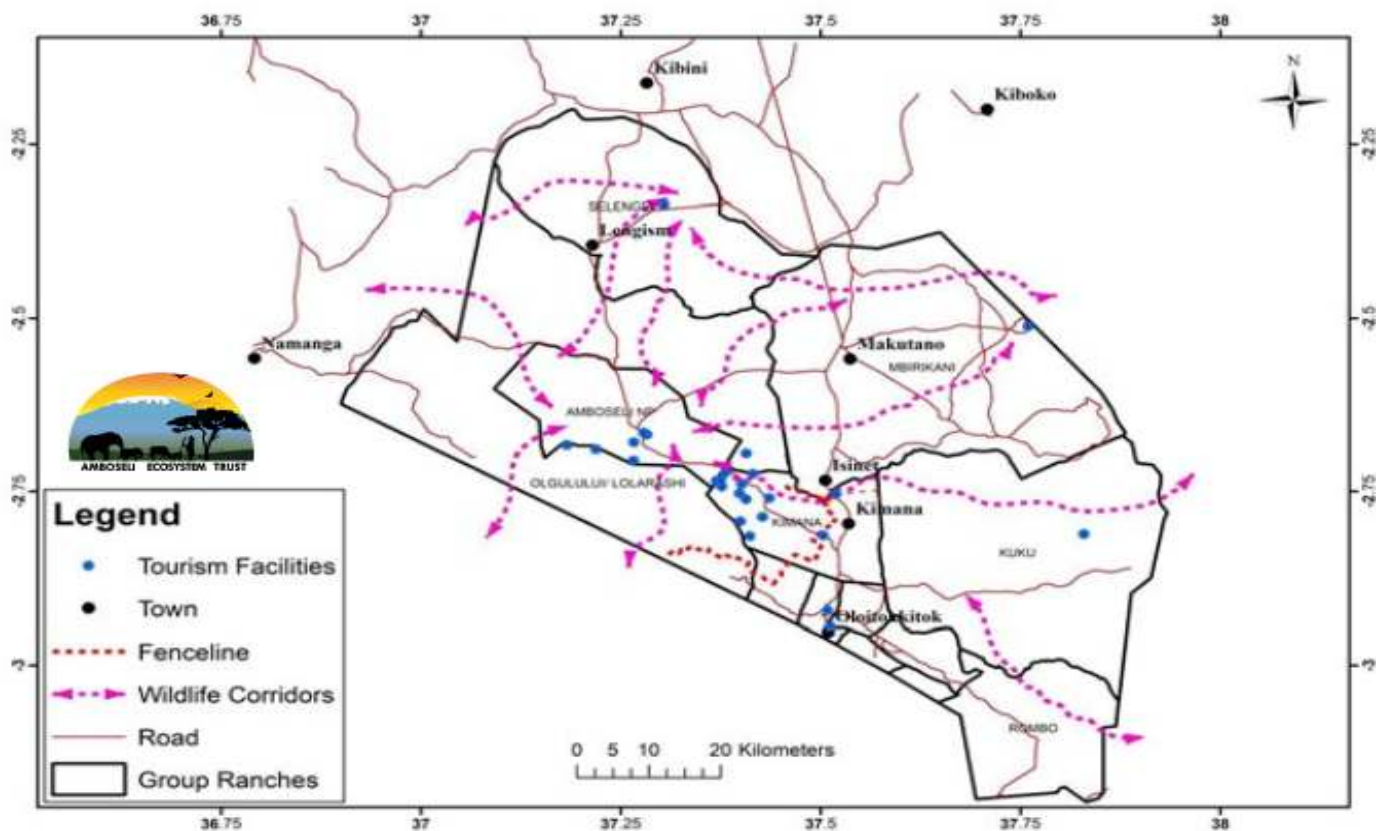 36.75 37 37.25 37.5 37.75 38
N
Kibini
Kiboko
-2.25 -2.25
SELENGEI
Longism
-2.5 -2.5
Namanga
Makutano
MBIRIKANI
AMBOSELI NP
AMBOSELI ECOSYSTEM TRUST
Isinet
OLGULULUI/ LOLARASHI
-2.75 -2.75
KIMANA
Kimana
KUKU
Oloitokkitok
-3 -3
ROMBO
Legend
Tourism Facilities
Town
Fenceline
Wildlife Corridors
Road
Group Ranches
0 5 10 20 Kilometers
36.75 37 37.25 37.5 37.75 38